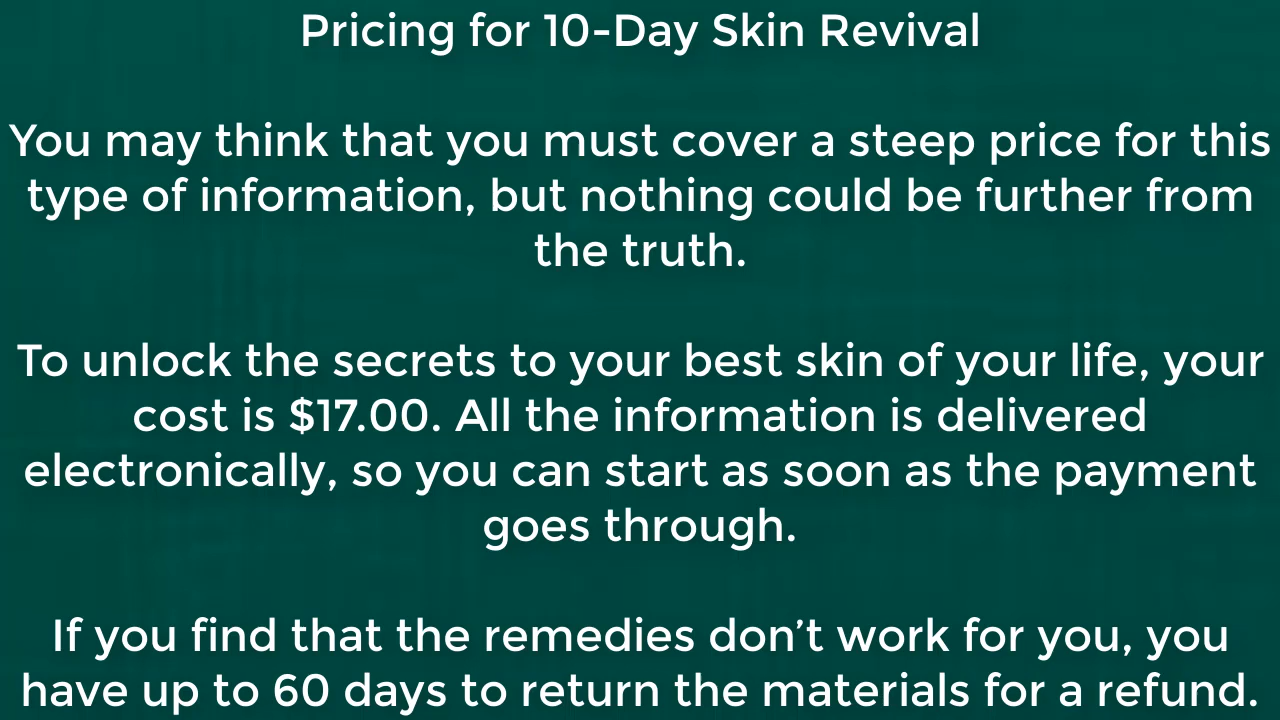 Pricing for 10-Day Skin Revival
You may think that you must cover a steep price for this
type of information, but nothing could be further from
the truth.
To unlock the secrets to your best skin of your life, your
cost is $17.00. All the information is delivered
electronically, so you can start as soon as the payment
goes through.
If you find that the remedies don’t work for you, you
have up to 60 days to return the materials for a refund.